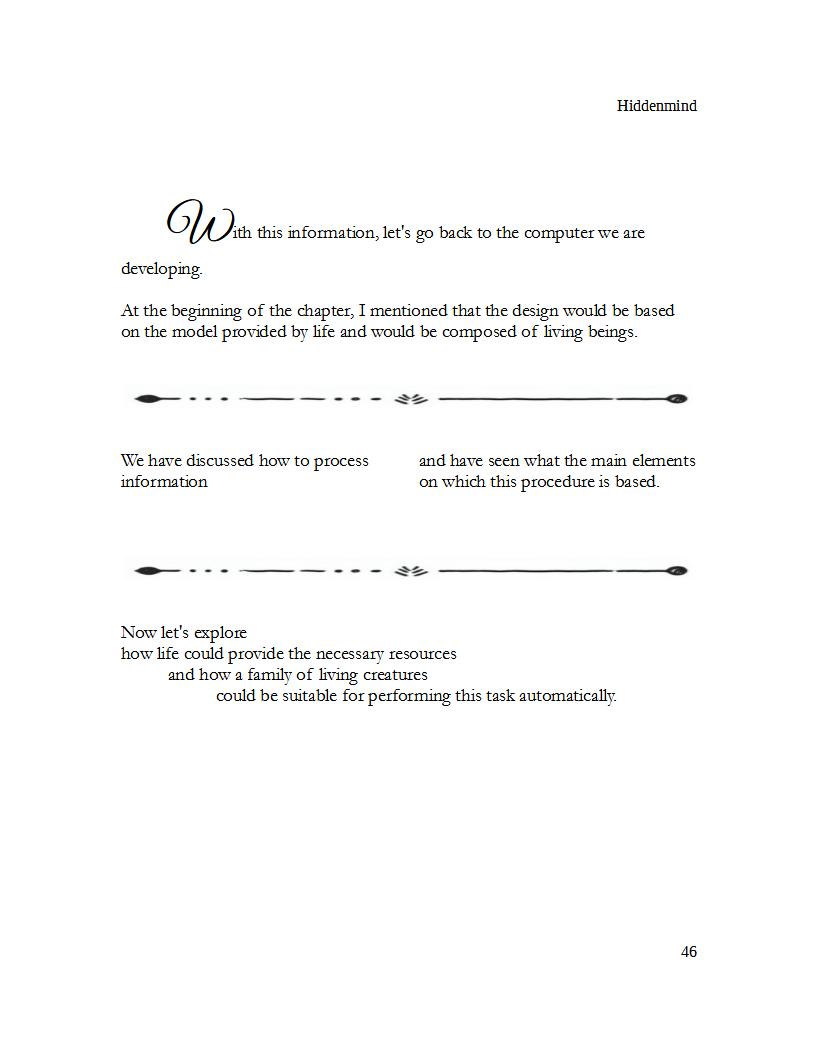 Hiddenmind
With this information, let's go back to the computer we are
developing.
At the beginning of the chapter, I mentioned that the design would be based
on the model provided by life and would be composed of living beings.
We have discussed how to process
information
and have seen what the main elements
on which this procedure is based.
Now let's explore
how life could provide the necessary resources
and how a family of living creatures
could be suitable for performing this task automatically.
46